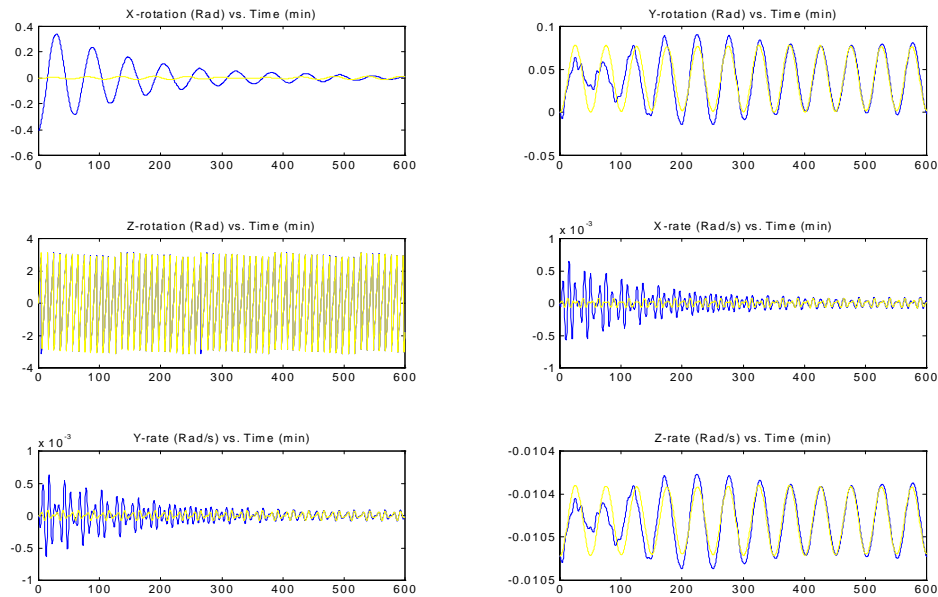 X-rotation (Rad) vs. Time (min)
0.4
0.2
0
-0.2
-0.4
-0.6
0 100 200 300 400 500 600
Y-rotation (Rad) vs. Time (min)
0.1
0.05
0
-0.05
0 100 200 300 400 500 600
Z-rotation (Rad) vs. Time (min)
4
2
0
-2
-4
0 100 200 300 400 500 600
X-rate (Rad/s) vs. Time (min)
x 10-3
1
0.5
0
-0.5
-1
0 100 200 300 400 500 600
Y-rate (Rad/s) vs. Time (min)
x 10-3
1
0.5
0
-0.5
-1
0 100 200 300 400 500 600
Z-rate (Rad/s) vs. Time (min)
-0.0104
-0.0104
-0.0105
-0.0105
0 100 200 300 400 500 600